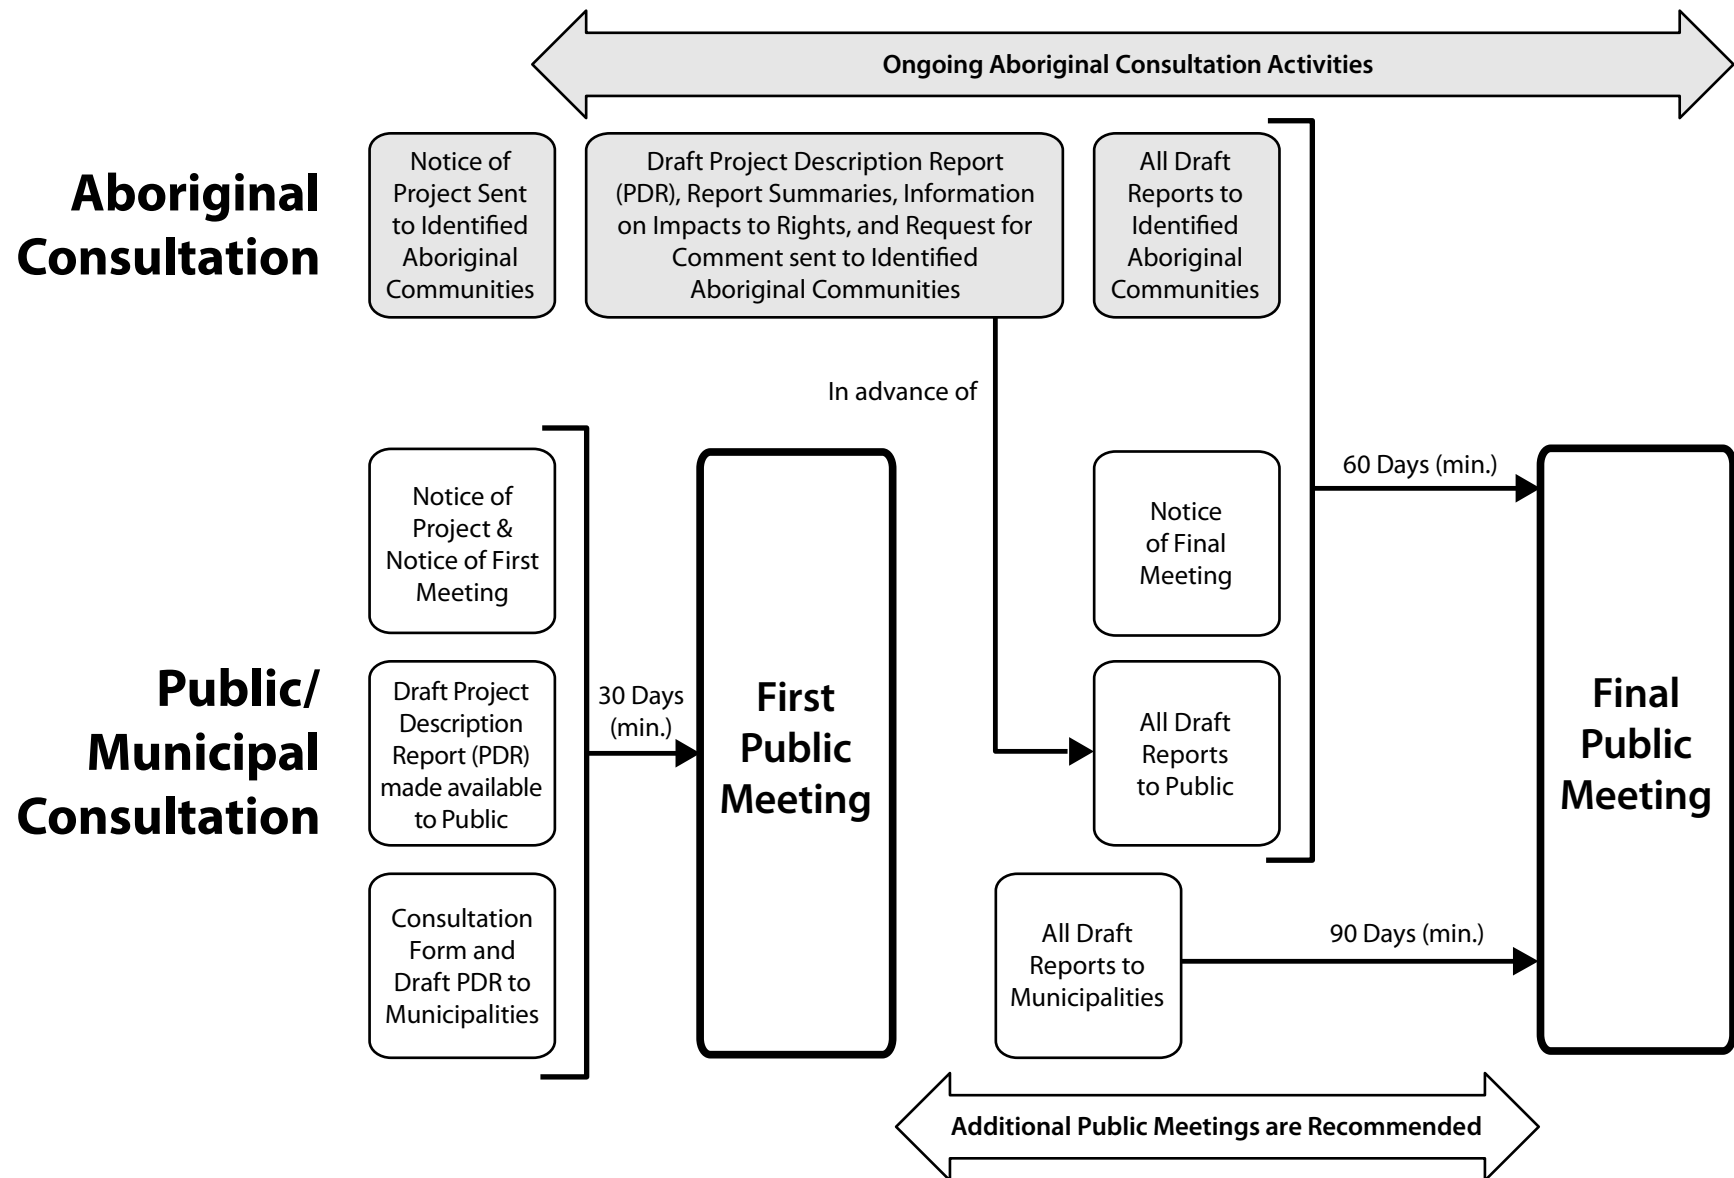 Ongoing Aboriginal Consultation Activities
Aboriginal
Consultation
Notice of
Project Sent
to Identified
Aboriginal
Communities
Draft Project Description Report
(PDR), Report Summaries, Information
on Impacts to Rights, and Request for
Comment sent to Identified
Aboriginal Communities
All Draft
Reports to
Identified
Aboriginal
Communities
In advance of
Public/
Municipal
Consultation
Notice of
Project &
Notice of First
Meeting
Draft Project
Description
Report (PDR)
made available
to Public
Consultation
Form and
Draft PDR to
Municipalities
30 Days
(min.)
First
Public
Meeting
Notice
of Final
Meeting
All Draft
Reports
to Public
All Draft
Reports to
Municipalities
60 Days (min.)
90 Days (min.)
Final
Public
Meeting
Additional Public Meetings are Recommended